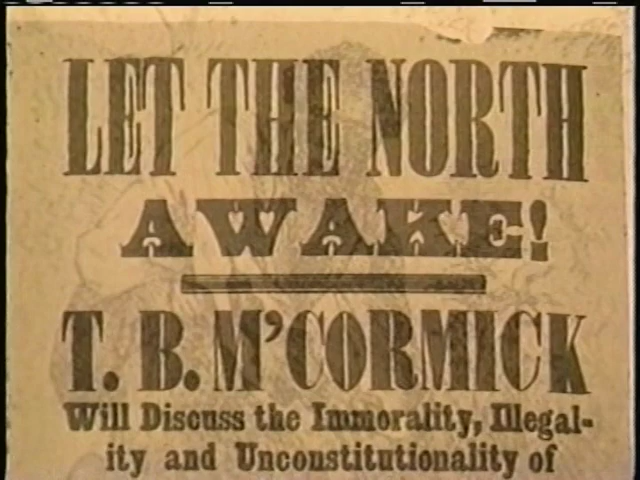 LET THE NORTH
AWAKE!
T. B. M'CORMICK
Will Discuss the Immorality, Illegal-
ity and Unconstitutionality of